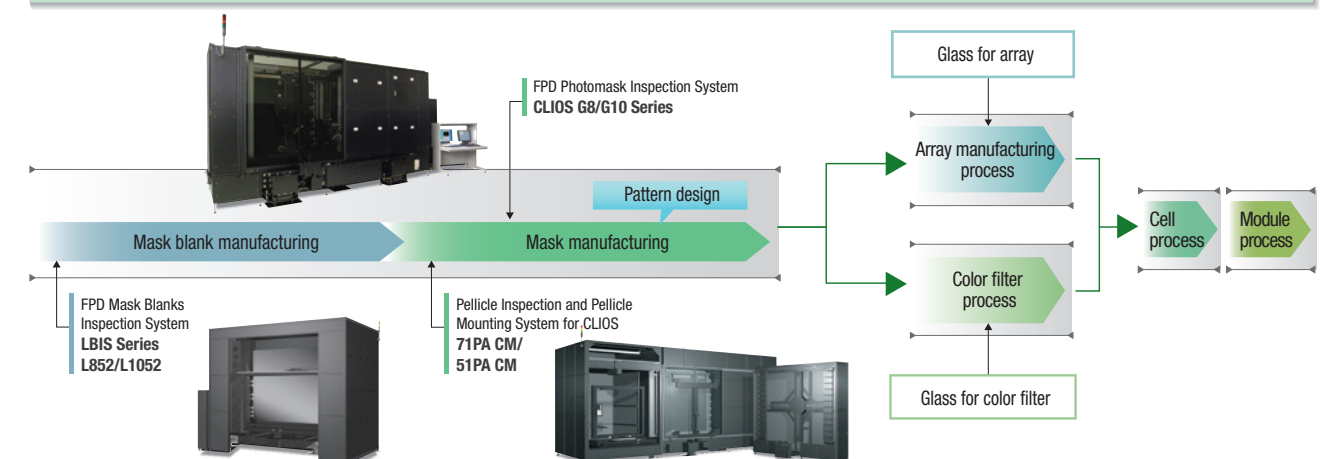 FPD Photomask Inspection System
CLIOS G8/G10 Series
Pattern design
Mask blank manufacturing
Mask manufacturing
FPD Mask Blanks
Inspection System
LBIS Series
L852/L1052
Pellicle Inspection and Pellicle
Mounting System for CLIOS
71PA CM/
51PA CM
Glass for array
Array manufacturing
process
Color filter
process
Glass for color filter
Cell
process
Module
process